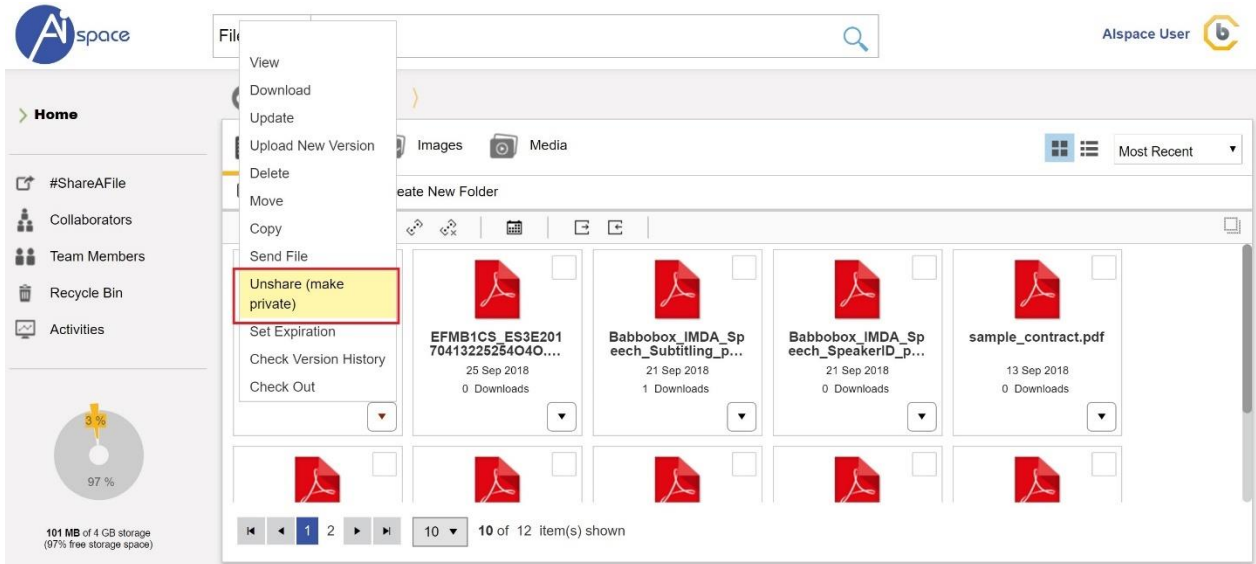 AiSpace
File
AIspace User
Home
#ShareAFile
Collaborators
Team Members
Recycle Bin
Activities
3 %
97 %
101 MB of 4 GB storage
(97% free storage space)
View
Download
Update
Upload New Version
Delete
Move
Copy
Send File
Unshare (make
private)
Set Expiration
Check Version History
Check Out
Images
Media
Most Recent
New Folder
EFMB1CS_ES3E201
70413225254O4O....
25 Sep 2018
0 Downloads
Babbobox_IMDA_Sp
eech_Subtitling_p...
21 Sep 2018
1 Downloads
Babbobox_IMDA_Sp
eech_SpeakerID_p...
21 Sep 2018
0 Downloads
sample_contract.pdf
13 Sep 2018
0 Downloads
1 2
10
10 of 12 item(s) shown